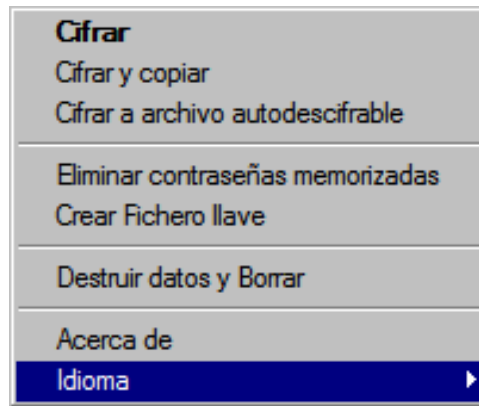 Cifrar
Cifrar y copiar
Cifrar a archivo autodescifrable
Eliminar contraseñas memorizadas
Crear Fichero llave
Destruir datos y Borrar
Acerca de
Idioma